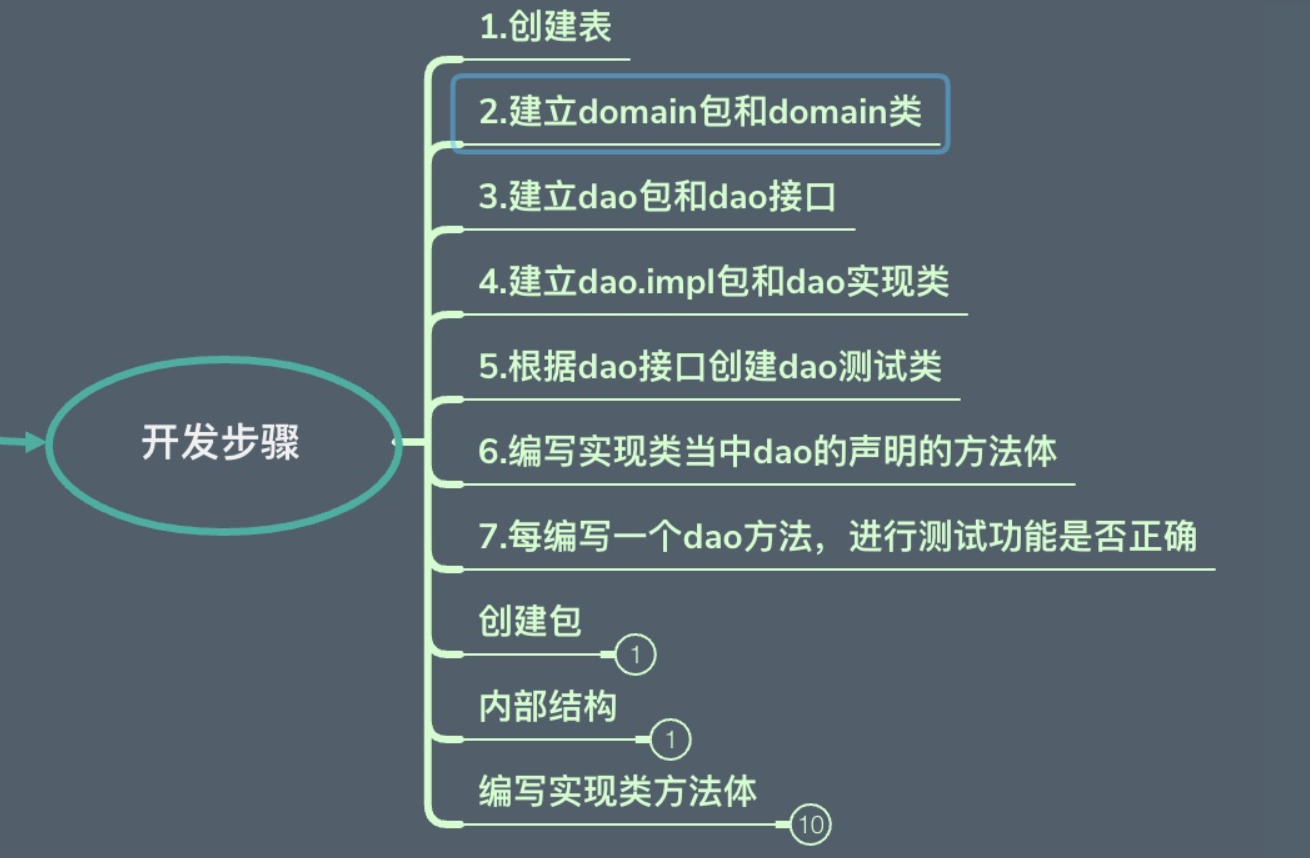 1.创建表
2.建立domain包和domain类
3.建立dao包和dao接口
4.建立dao.impl包和dao实现类
5.根据dao接口创建dao测试类
开发步骤
6.编写实现类当中dao的声明的方法体
7.每编写一个dao方法，进行测试功能是否正确
创建包
1
内部结构
1
编写实现类方法体
10